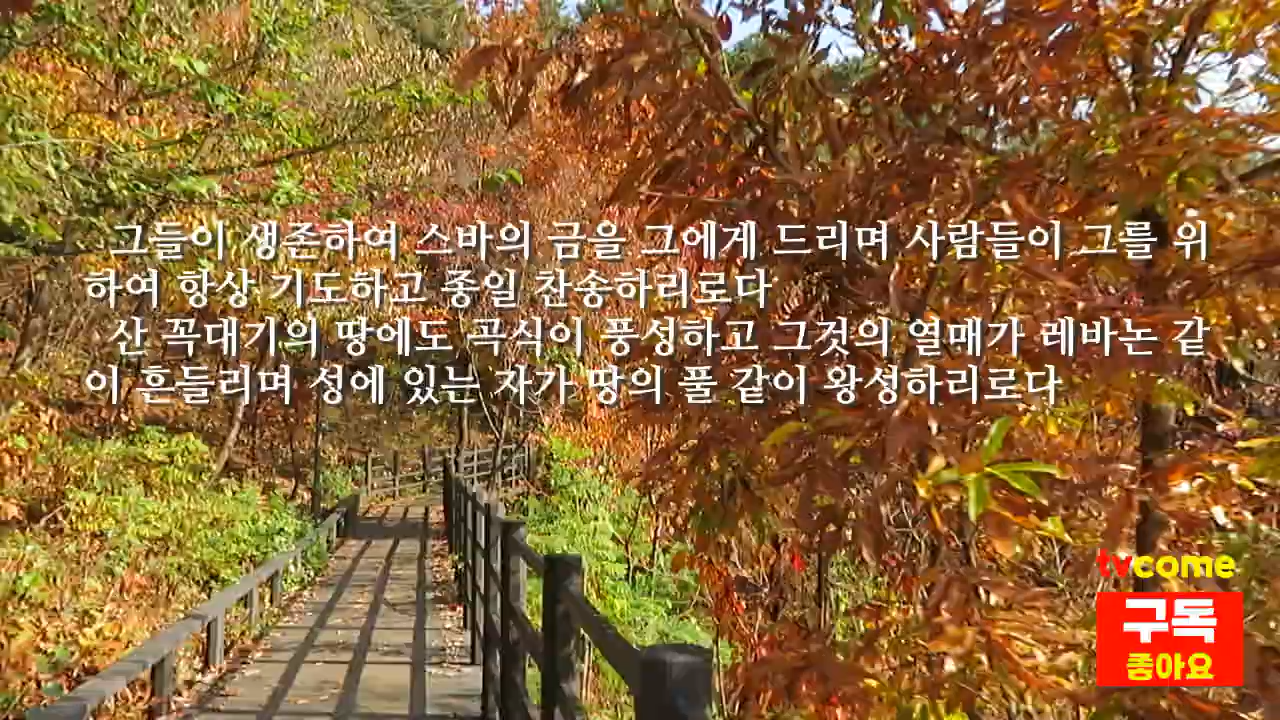 그들이 생존하여 스바의 금을 그에게 드리며 사람들이 그를 위
하여 항상 기도하고 종일 찬송하리로다
산 꼭대기의 땅에도 곡식이 풍성하고 그것의 열매가 레바논 같
이 흔들리며 성에 있는 자가 땅의 풀 같이 왕성하리로다
tvcome
구독
좋아요